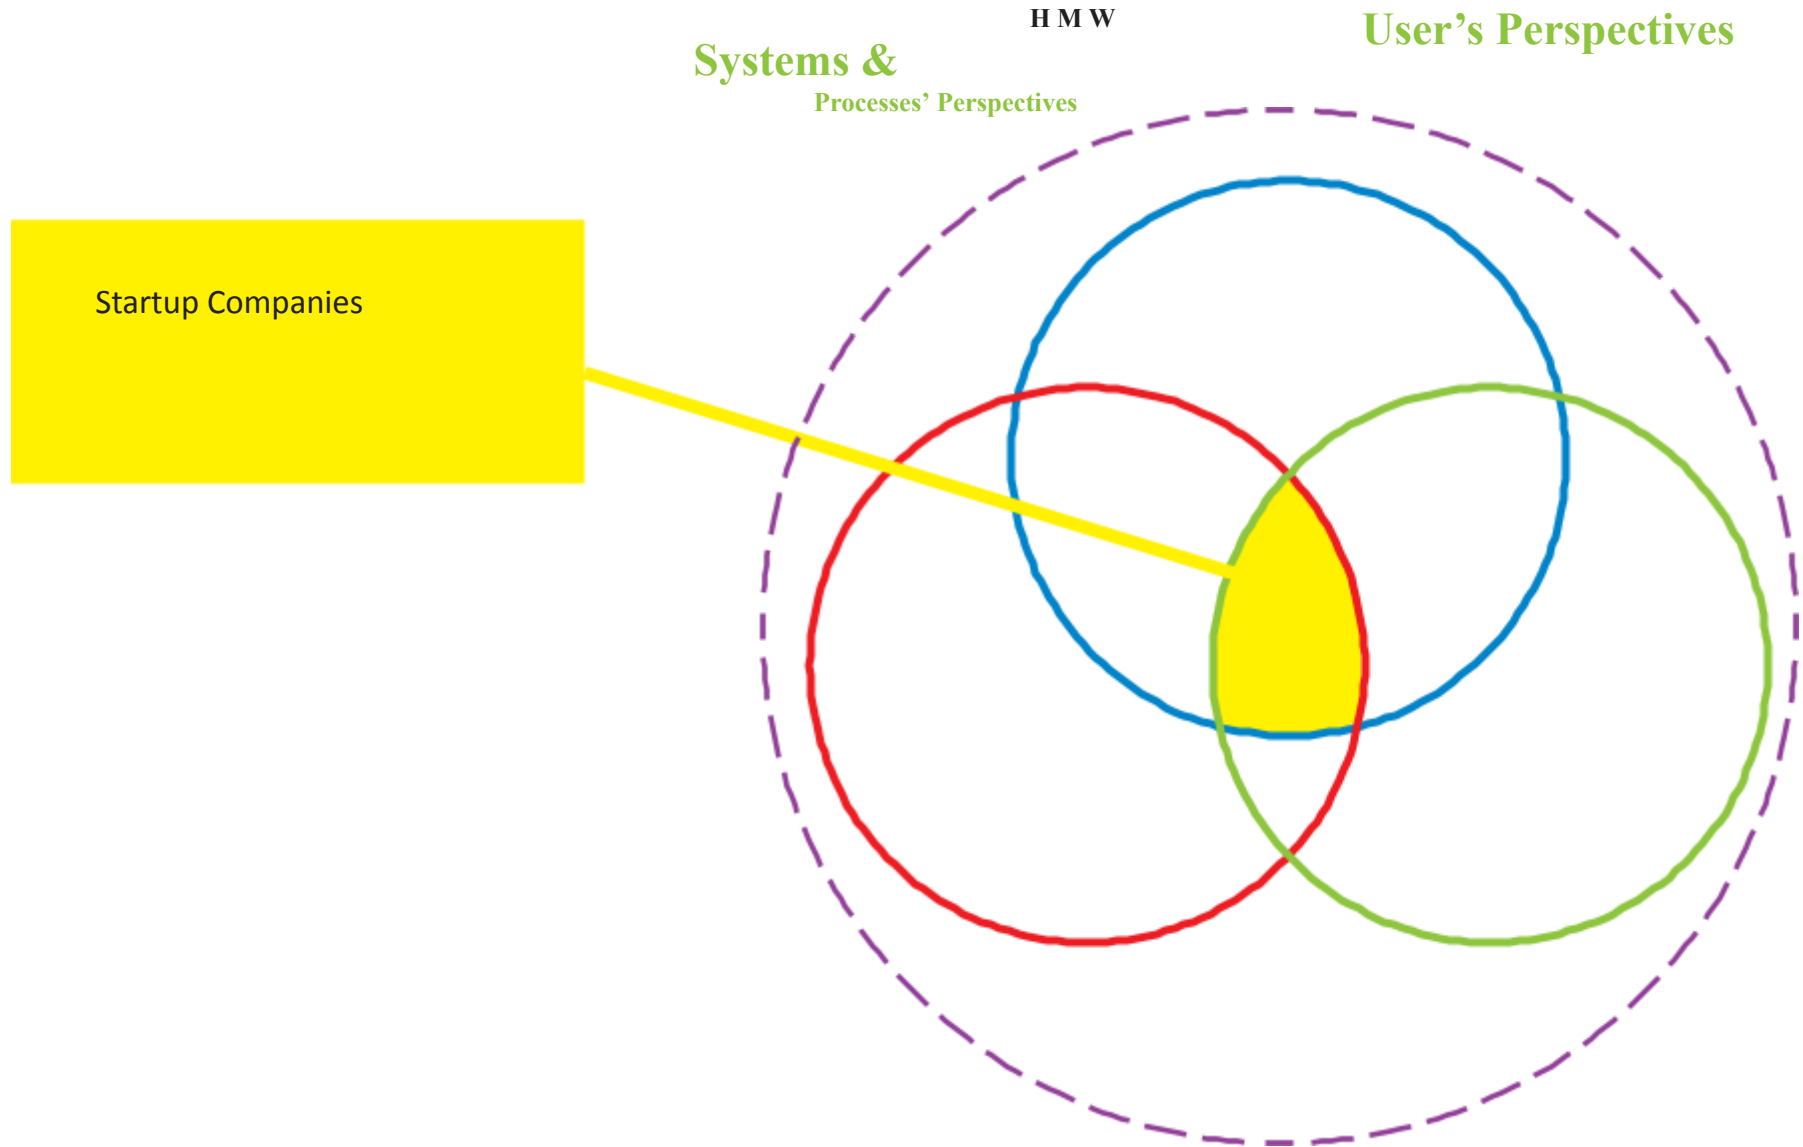 H M W
User’s Perspectives
Systems &
Processes’ Perspectives
Startup Companies